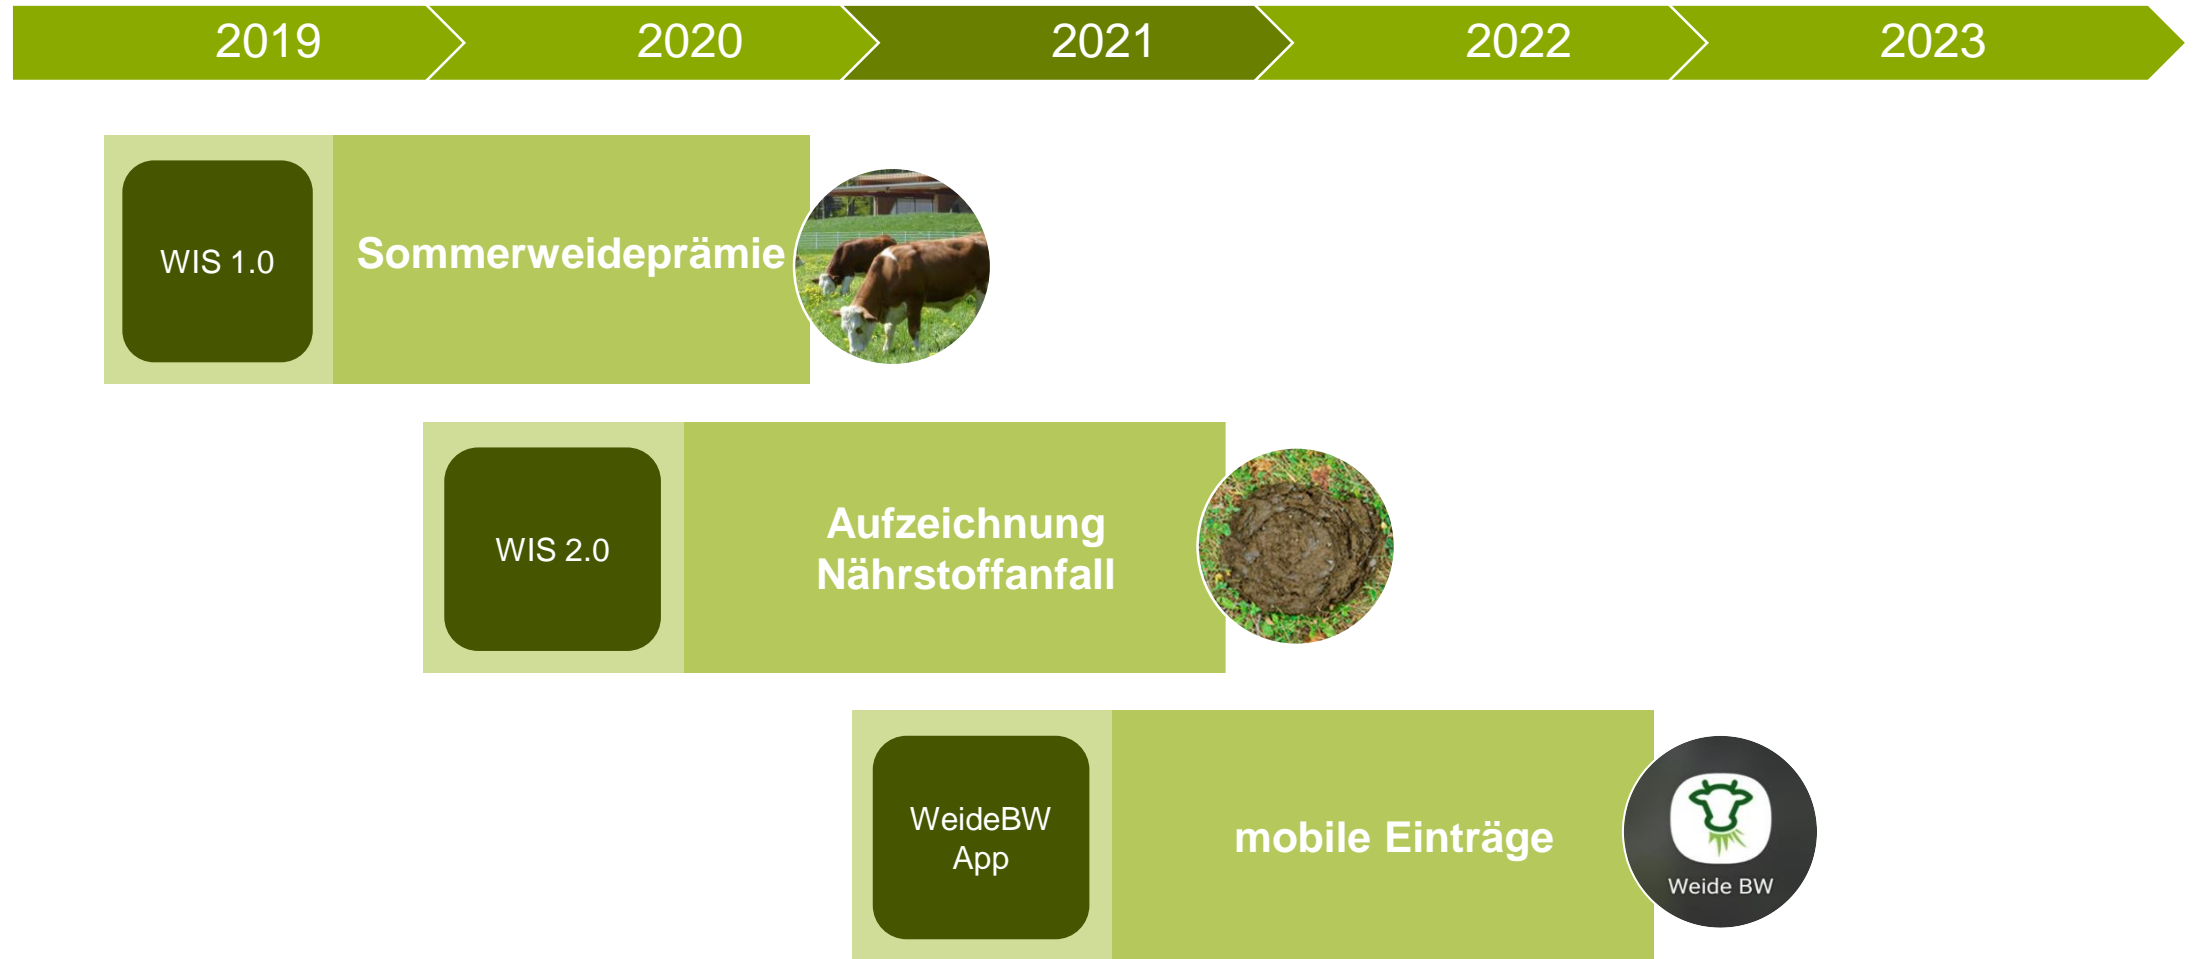 2019
2020
2021
2022
2023
WIS 1.0
Sommerweideprämie
WIS 2.0
Aufzeichnung
Nährstoffanfall
WeideBW
App
mobile Einträge
Weide BW